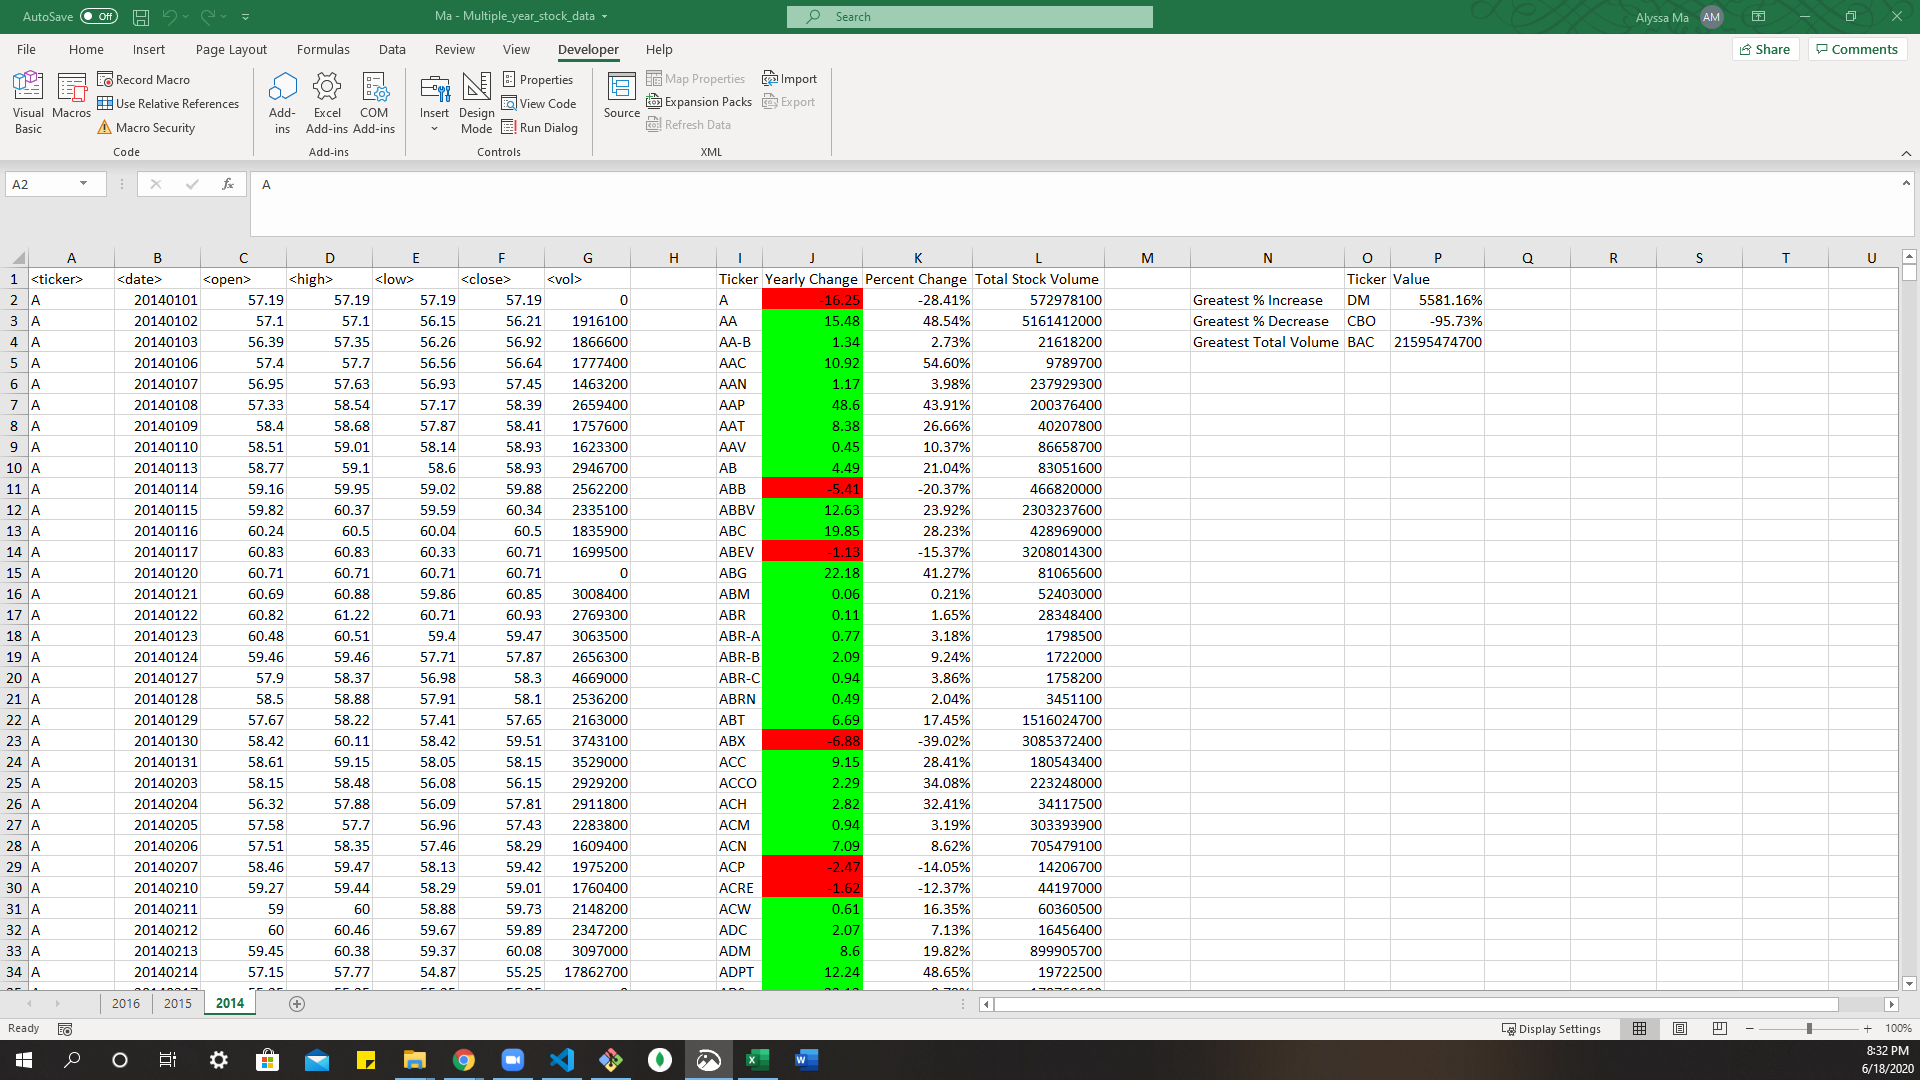 AutoSave Off Ma - Multiple_year_stock_data Search Alyssa Ma AM
File Home Insert Page Layout Formulas Data Review View Developer Help Share Comments
Visual Basic Macros Record Macro Use Relative References Macro Security
Add-ins Excel Add-ins COM Add-ins
Insert Design Mode Properties View Code Run Dialog
Source Map Properties Expansion Packs Refresh Data Import Export
Code Add-ins Controls XML
A2 fx A
A B C D E F G H I J K L M N O P Q R S T U
1 <ticker> <date> <open> <high> <low> <close> <vol> Ticker Yearly Change Percent Change Total Stock Volume Ticker Value
2 A 20140101 57.19 57.19 57.19 57.19 0 A -16.25 -28.41% 572978100 Greatest % Increase DM 5581.16%
3 A 20140102 57.1 57.1 56.15 56.21 1916100 AA 15.48 48.54% 5161412000 Greatest % Decrease CBO -95.73%
4 A 20140103 56.39 57.35 56.26 56.92 1866600 AA-B 1.34 2.73% 21618200 Greatest Total Volume BAC 21595474700
5 A 20140106 57.4 57.7 56.56 56.64 1777400 AAC 10.92 54.60% 9789700
6 A 20140107 56.95 57.63 56.93 57.45 1463200 AAN 1.17 3.98% 237929300
7 A 20140108 57.33 58.54 57.17 58.39 2659400 AAP 48.6 43.91% 200376400
8 A 20140109 58.4 58.68 57.87 58.41 1757600 AAT 8.38 26.66% 40207800
9 A 20140110 58.51 59.01 58.14 58.93 1623300 AAV 0.45 10.37% 86658700
10 A 20140113 58.77 59.1 58.6 58.93 2946700 AB 4.49 21.04% 83051600
11 A 20140114 59.16 59.95 59.02 59.88 2562200 ABB -5.41 -20.37% 466820000
12 A 20140115 59.82 60.37 59.59 60.34 2335100 ABBV 12.63 23.92% 2303237600
13 A 20140116 60.24 60.5 60.04 60.5 1835900 ABC 19.85 28.23% 428969000
14 A 20140117 60.83 60.83 60.33 60.71 1699500 ABEV -1.13 -15.37% 3208014300
15 A 20140120 60.71 60.71 60.71 60.71 0 ABG 22.18 41.27% 81065600
16 A 20140121 60.69 60.88 59.86 60.85 3008400 ABM 0.06 0.21% 52403000
17 A 20140122 60.82 61.22 60.71 60.93 2769300 ABR 0.11 1.65% 28348400
18 A 20140123 60.48 60.51 59.4 59.47 3063500 ABR-A 0.77 3.18% 1798500
19 A 20140124 59.46 59.46 57.71 57.87 2656300 ABR-B 2.09 9.24% 1722000
20 A 20140127 57.9 58.37 56.98 58.3 4669000 ABR-C 0.94 3.86% 1758200
21 A 20140128 58.5 58.88 57.91 58.1 2536200 ABRN 0.49 2.04% 3451100
22 A 20140129 57.67 58.22 57.41 57.65 2163000 ABT 6.69 17.45% 1516024700
23 A 20140130 58.42 60.11 58.42 59.51 3743100 ABX -6.88 -39.02% 3085372400
24 A 20140131 58.61 59.15 58.05 58.15 3529000 ACC 9.15 28.41% 180543400
25 A 20140203 58.15 58.48 56.08 56.15 2929200 ACCO 2.29 34.08% 223248000
26 A 20140204 56.32 57.88 56.09 57.81 2911800 ACH 2.82 32.41% 34117500
27 A 20140205 57.58 57.7 56.96 57.43 2283800 ACM 0.94 3.19% 303393900
28 A 20140206 57.51 58.35 57.46 58.29 1609400 ACN 7.09 8.62% 705479100
29 A 20140207 58.46 59.47 58.13 59.42 1975200 ACP -2.47 -14.05% 14206700
30 A 20140210 59.27 59.44 58.29 59.01 1760400 ACRE -1.62 -12.37% 44197000
31 A 20140211 59 60 58.88 59.73 2148200 ACW 0.61 16.35% 60360500
32 A 20140212 60 60.46 59.67 59.89 2347200 ADC 2.07 7.13% 16456400
33 A 20140213 59.45 60.38 59.37 60.08 3097000 ADM 8.6 19.82% 899905700
34 A 20140214 57.15 57.77 54.87 55.25 17862700 ADPT 12.24 48.65% 19722500
2016 2015 2014
Ready Display Settings 100%
8:32 PM
6/18/2020